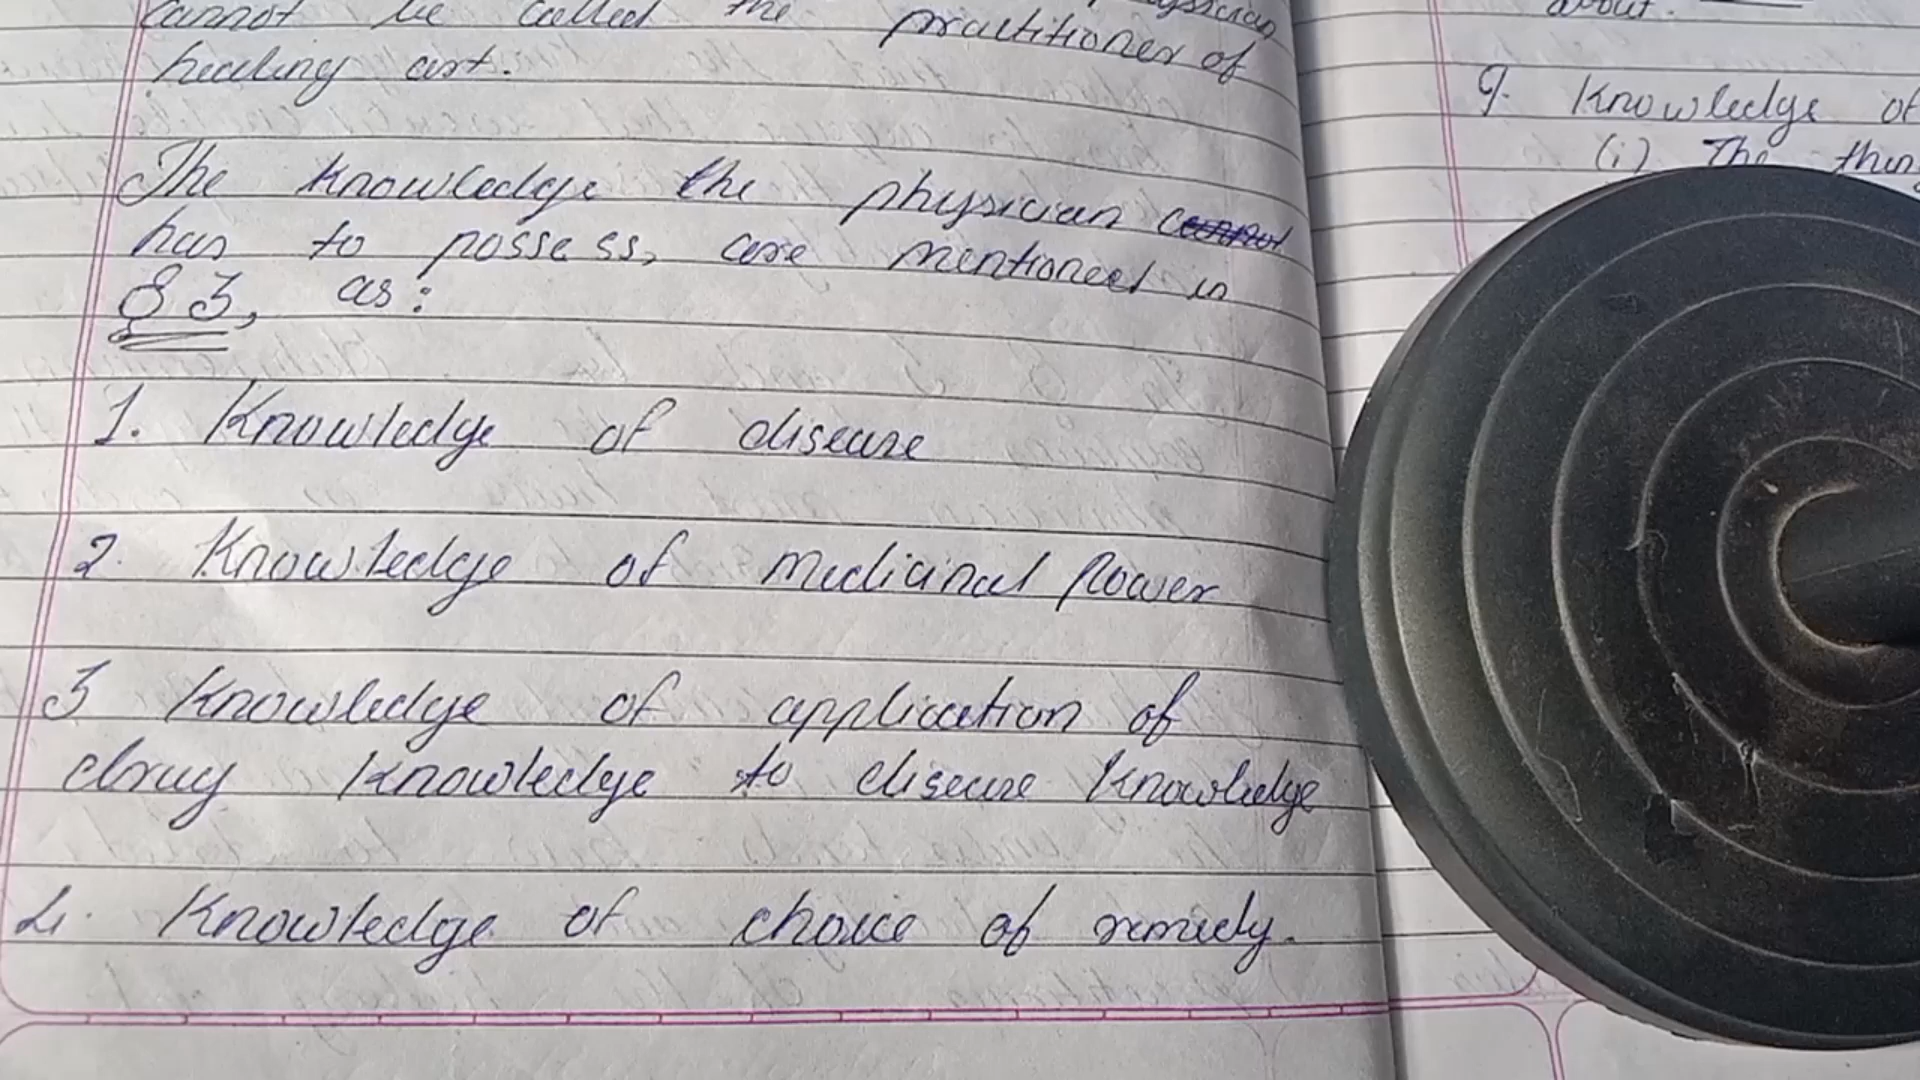 cannot be called the practitioner of
healing art.
The knowledge the physician
has to possess, are mentioned in
§ 3, as:
1. Knowledge of disease
2. Knowledge of medicinal power
3 Knowledge of application of
drug knowledge to disease knowledge
4. Knowledge of choice of remedy.
about.
9. Knowledge of
(i) The